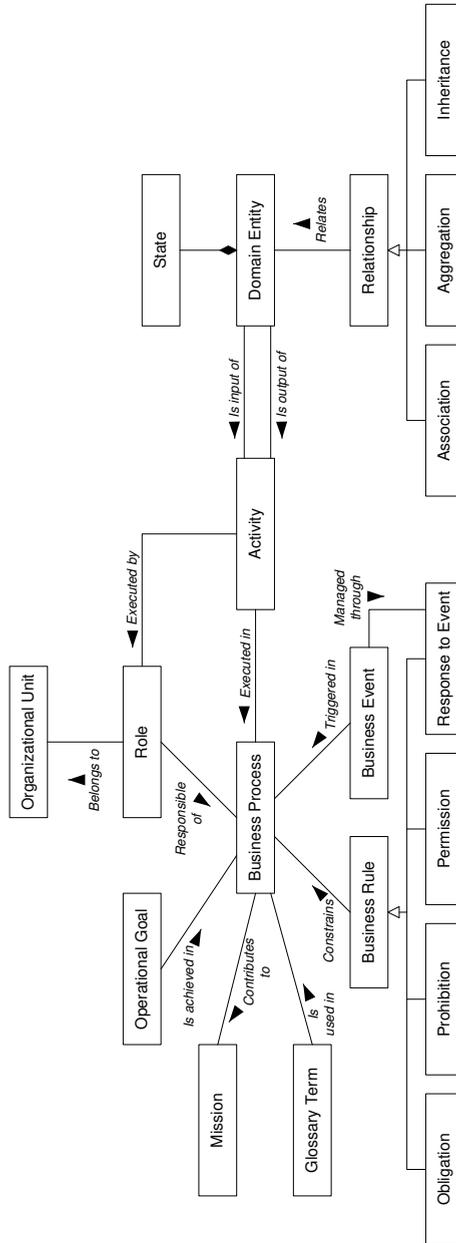 Organizational Unit
Belongs to
Operational Goal
Role
Executed by
State
Is achieved in
Responsible
of
Mission
Contributes
to
Business Process
Executed in
Activity
Is input of
Is output of
Domain Entity
Glossary Term
Is
used in
Constrains
Triggered in
Relates
Managed
through
Business Rule
Business Event
Relationship
Obligation
Prohibition
Permission
Response to Event
Association
Aggregation
Inheritance